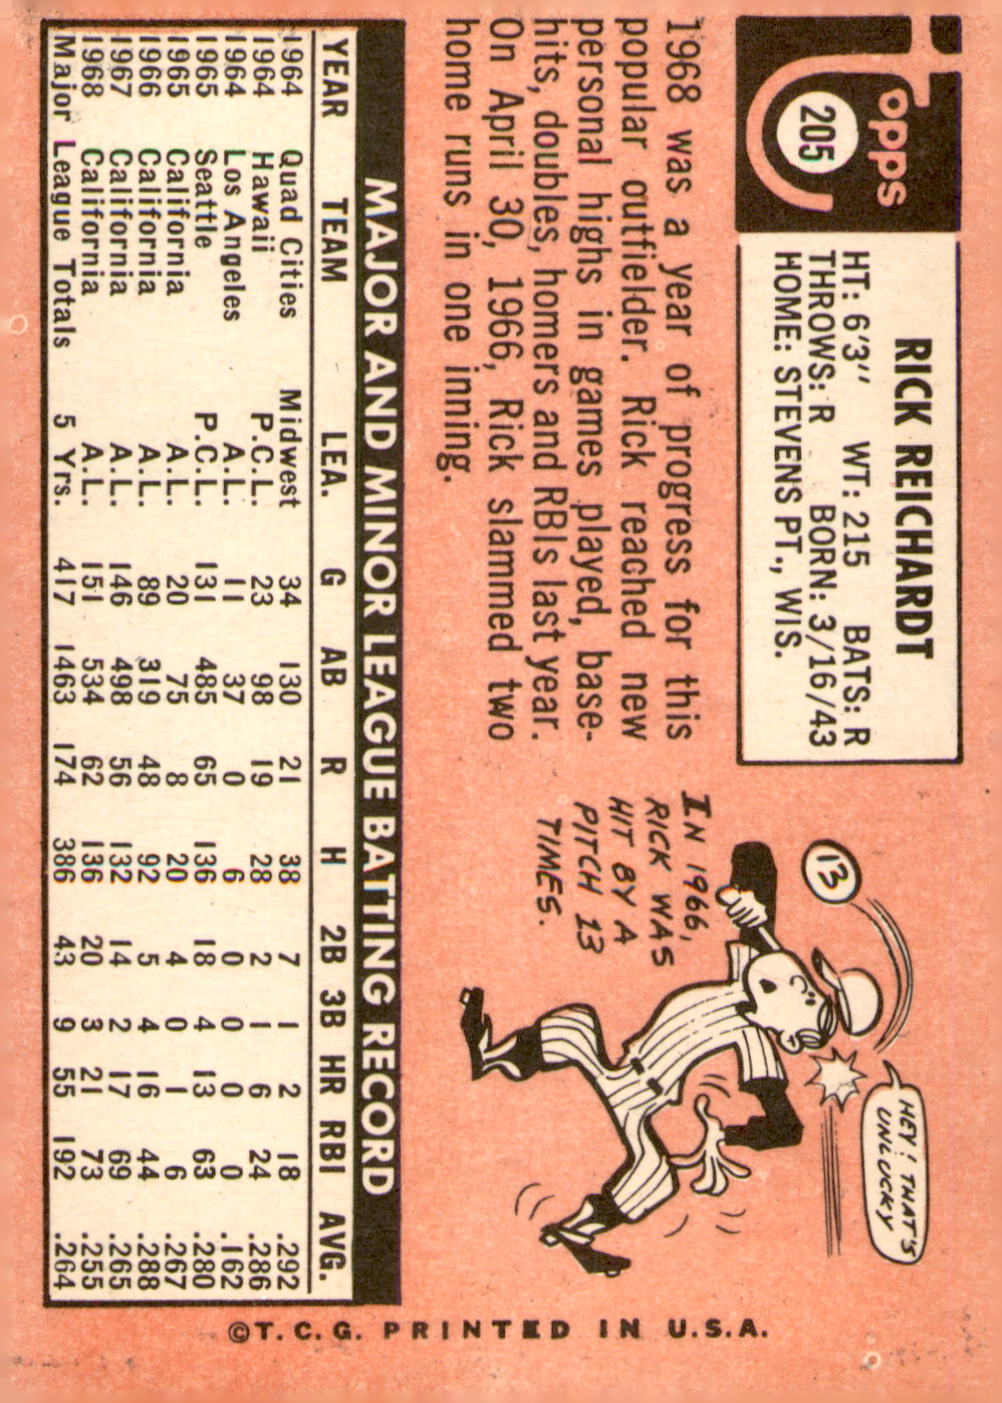 Topps
205
RICK REICHARDT
HT: 6'3" WT: 215 BATS: R
THROWS: R BORN: 3/16/43
HOME: STEVENS PT., WIS.
1968 was a year of progress for this
popular outfielder. Rick reached new
personal highs in games played, base-
hits, doubles, homers and RBIs last year.
On April 30, 1966, Rick slammed two
home runs in one inning.
HEY! THAT'S
UNLUCKY
13
IN 1966,
RICK WAS
HIT BY A
PITCH 13
TIMES.
MAJOR AND MINOR LEAGUE BATTING RECORD
YEAR TEAM LEA. G AB R H 2B 3B HR RBI AVG.
1964 Quad Cities Midwest 34 130 21 38 7 1 2 18 .292
1964 Hawaii P.C.L. 23 98 19 28 2 1 6 24 .286
1964 Los Angeles A.L. 11 37 0 6 0 0 0 0 .162
1965 Seattle P.C.L. 131 485 65 136 18 4 13 63 .280
1965 California A.L. 20 75 8 20 4 0 1 6 .267
1966 California A.L. 89 319 48 92 5 4 16 44 .288
1967 California A.L. 146 498 56 132 14 2 17 69 .265
1968 California A.L. 151 534 62 136 20 3 21 73 .255
Major League Totals 5 Yrs. 417 1463 174 386 43 9 55 192 .264
©T.C.G. PRINTED IN U.S.A.